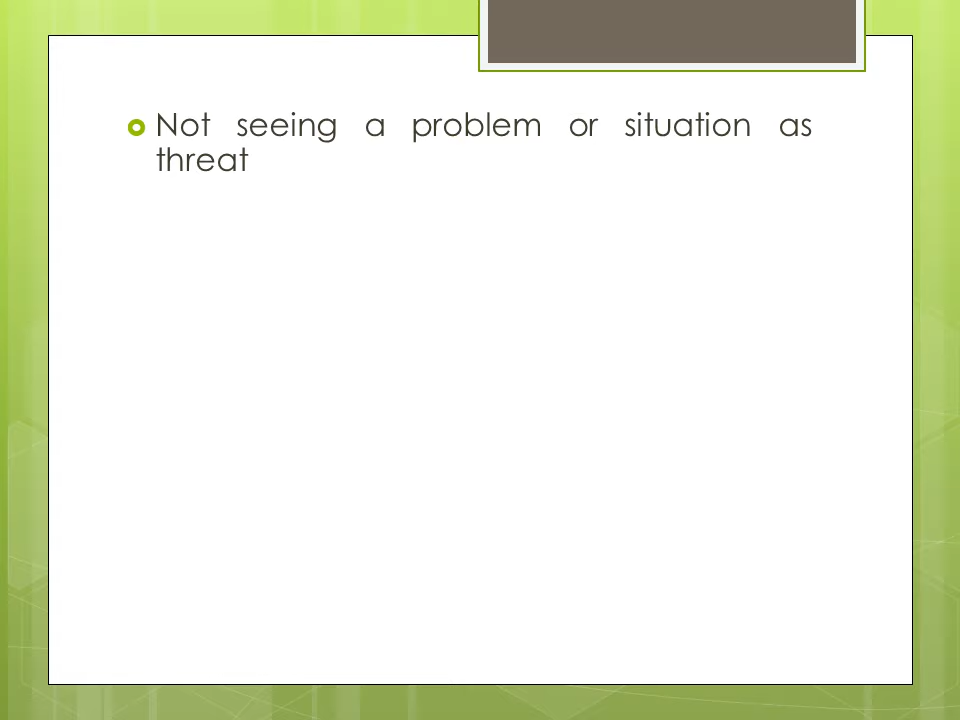 Not seeing a problem or situation as
threat